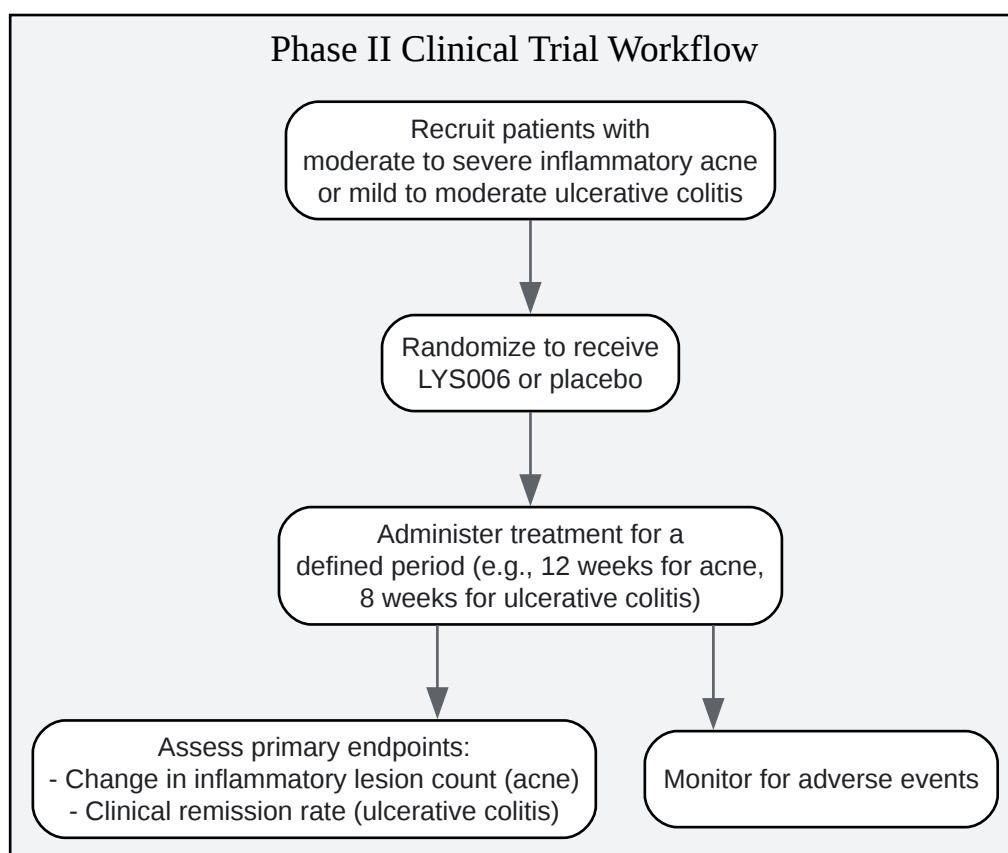 Phase II Clinical Trial Workflow
Recruit patients with
moderate to severe inflammatory acne
or mild to moderate ulcerative colitis
Randomize to receive
LYS006 or placebo
Administer treatment for a
defined period (e.g., 12 weeks for acne,
8 weeks for ulcerative colitis)
Assess primary endpoints:
- Change in inflammatory lesion count (acne)
- Clinical remission rate (ulcerative colitis)
Monitor for adverse events